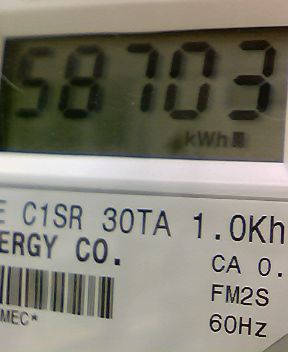 58703
kWh
E C1SR 30TA 1.0Kh
ERGY CO.
CA 0.
FM2S
MEC*
60Hz